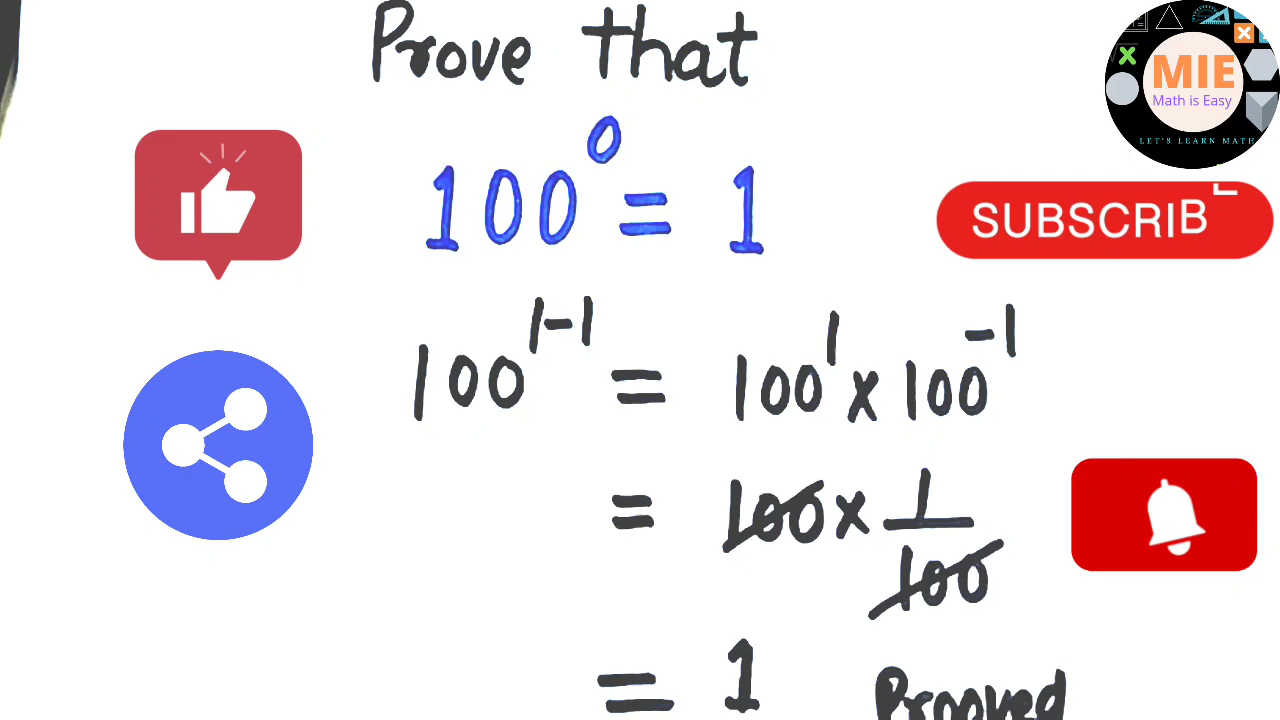 Prove that
100⁰ = 1
100¹⁻¹ = 100¹ x 100⁻¹
= 100 x 1/100
= 1 Prooved
MIE
Math is Easy
LET'S LEARN MATH
SUBSCRIB